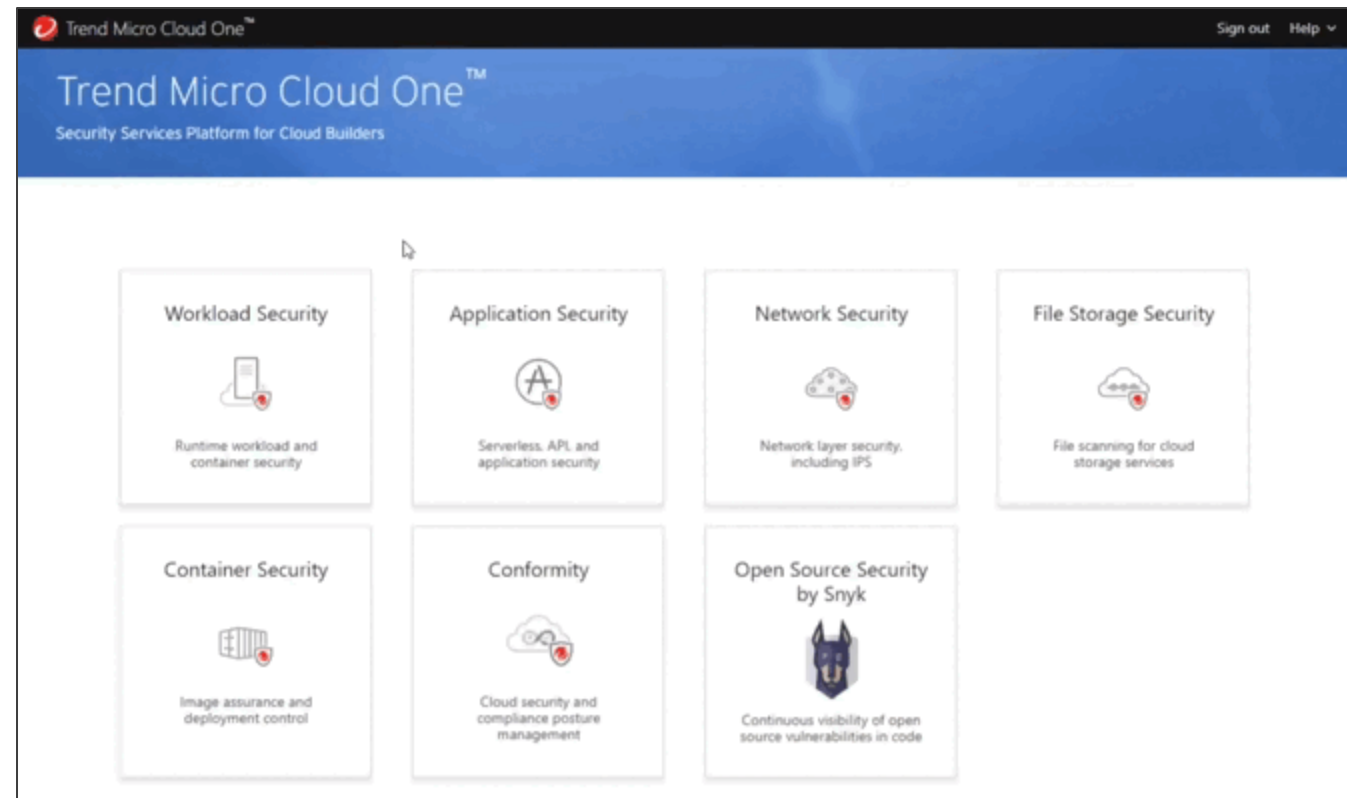 Trend Micro Cloud One™
Sign out Help
Trend Micro Cloud One™
Security Services Platform for Cloud Builders
Workload Security
Runtime workload and
container security
Application Security
Serverless, API, and
application security
Network Security
Network layer security,
including IPS
File Storage Security
File scanning for cloud
storage services
Container Security
Image assurance and
deployment control
Conformity
Cloud security and
compliance posture
management
Open Source Security
by Snyk
Continuous visibility of open
source vulnerabilities in code